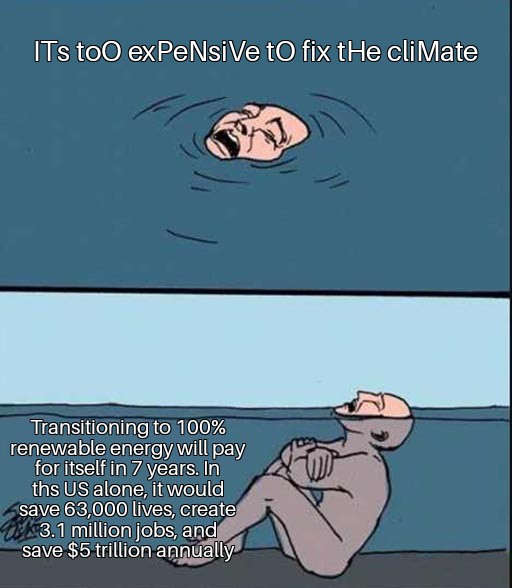 ITs toO exPeNsiVe tO fix tHe cliMate
Transitioning to 100%
renewable energy will pay
for itself in 7 years. In
ths US alone, it would
save 63,000 lives, create
3.1 million jobs, and
save $5 trillion annually